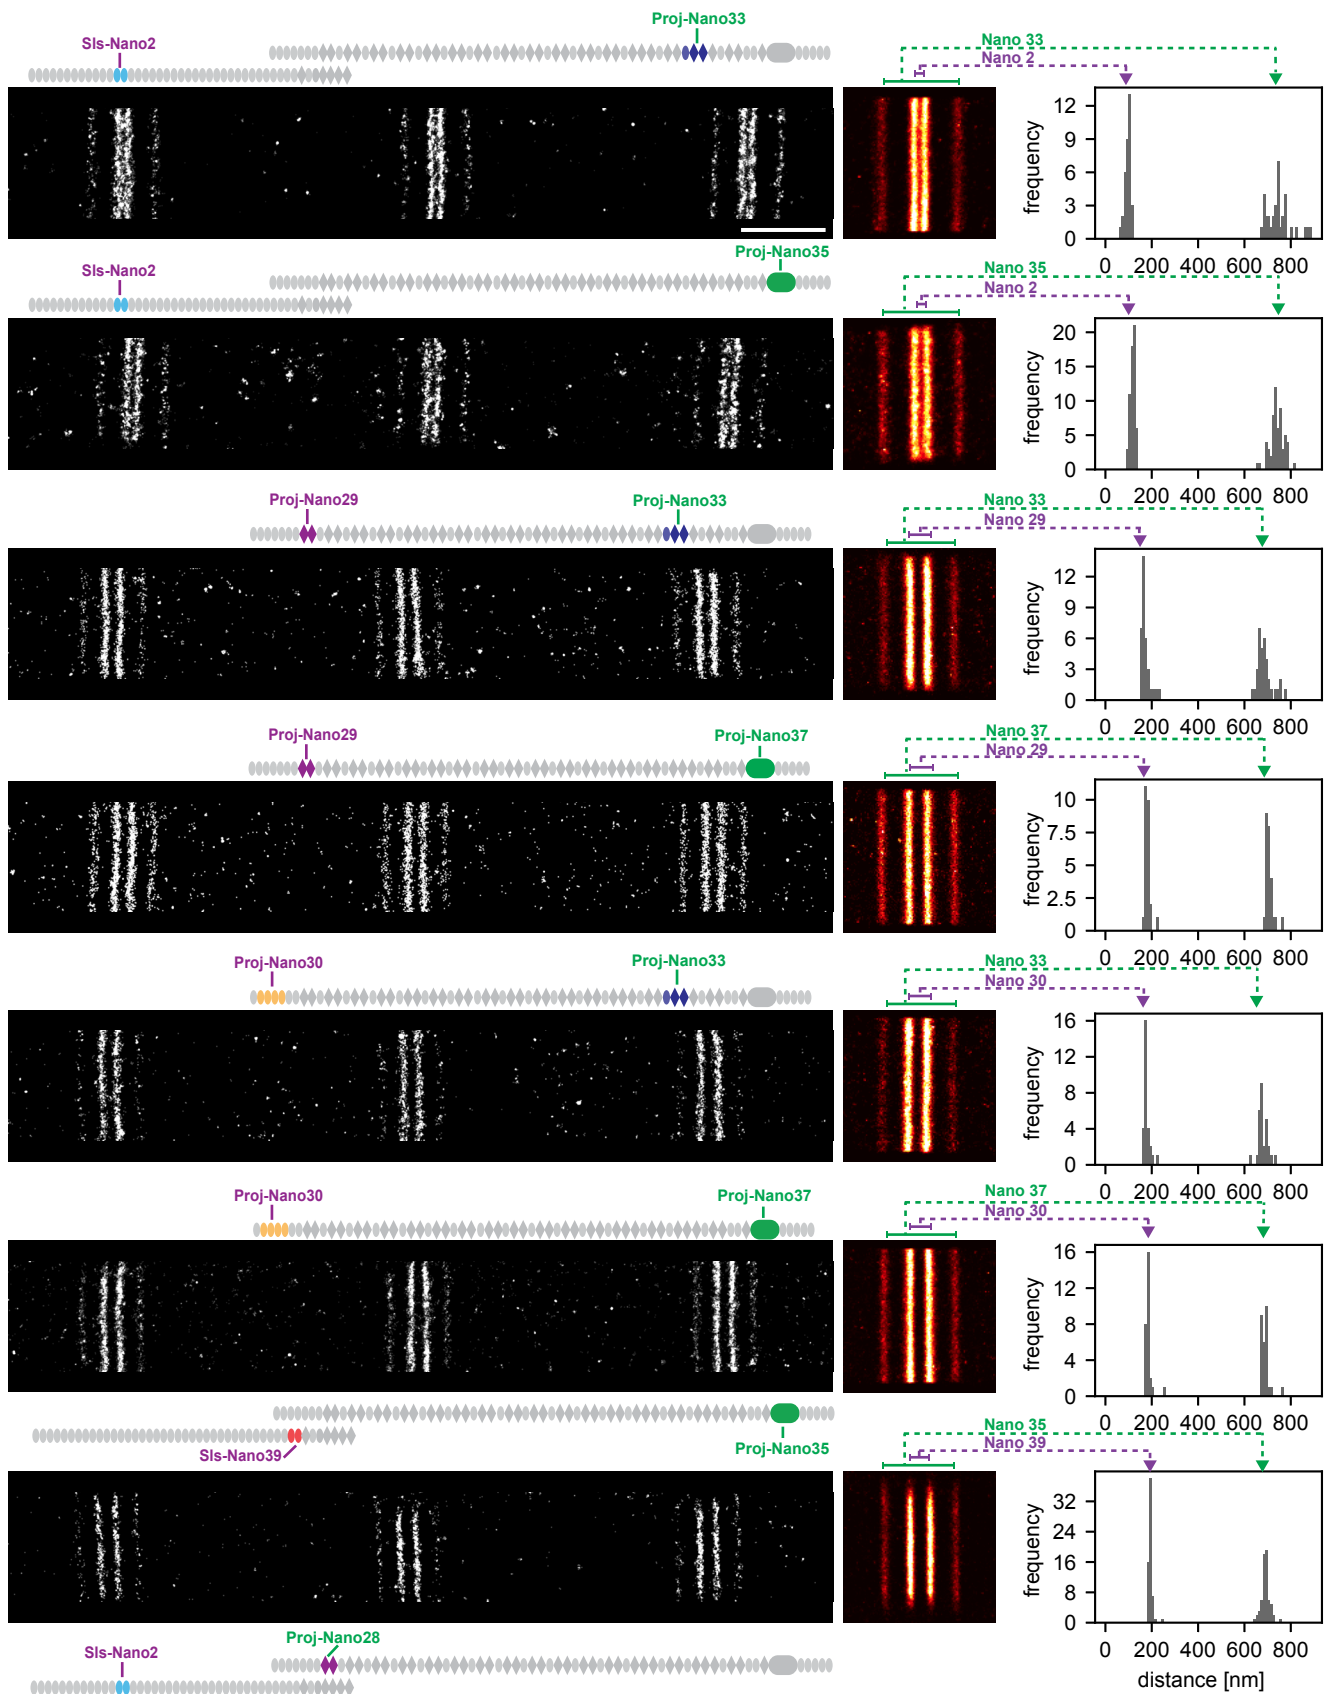 Proj-Nano33
Sls-Nano2
Nano 33
Nano 2
frequency
12
9
6
3
0
0 200 400 600 800
Proj-Nano35
Sls-Nano2
Nano 35
Nano 2
frequency
20
15
10
5
0
0 200 400 600 800
Proj-Nano29
Proj-Nano33
Nano 33
Nano 29
frequency
12
9
6
3
0
0 200 400 600 800
Proj-Nano29
Proj-Nano37
Nano 37
Nano 29
frequency
10
7.5
5
2.5
0
0 200 400 600 800
Proj-Nano30
Proj-Nano33
Nano 33
Nano 30
frequency
16
12
8
4
0
0 200 400 600 800
Proj-Nano30
Proj-Nano37
Nano 37
Nano 30
frequency
16
12
8
4
0
0 200 400 600 800
Sls-Nano39
Proj-Nano35
Nano 35
Nano 39
frequency
32
24
16
8
0
0 200 400 600 800
distance [nm]
Proj-Nano28
Sls-Nano2